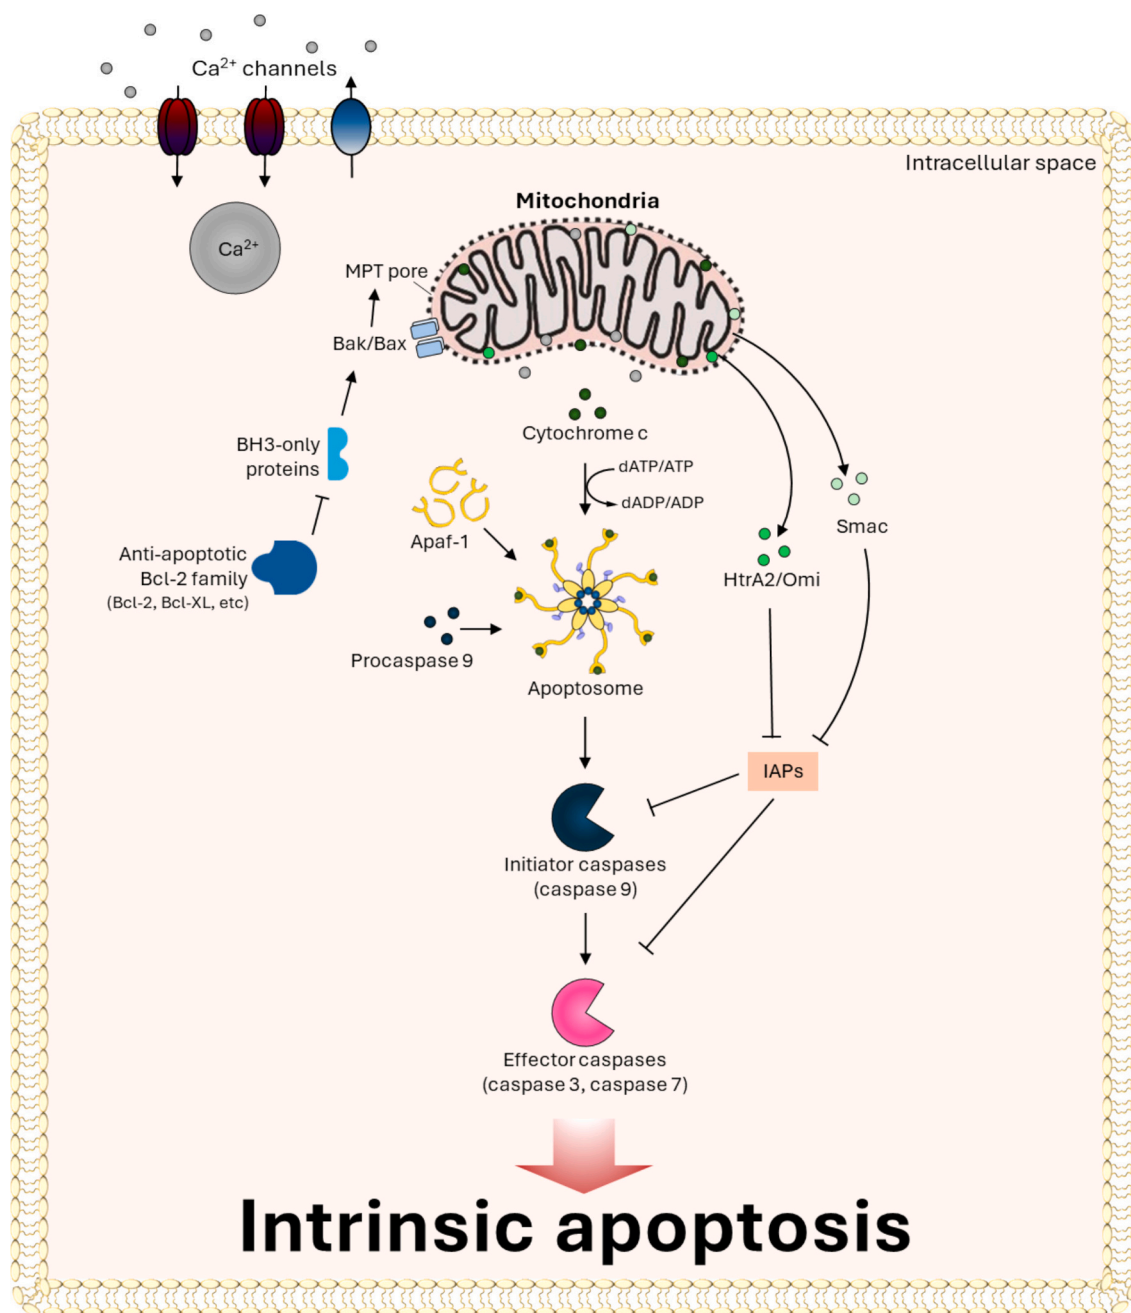 Ca²⁺ channels
Intracellular space
Mitochondria
Ca²⁺
MPT pore
Bak/Bax
Cytochrome c
BH3-only
proteins
dATP/ATP
dADP/ADP
Smac
Apaf-1
Anti-apoptotic
Bcl-2 family
(Bcl-2, Bcl-XL, etc)
HtrA2/Omi
Procaspase 9
Apoptosome
IAPs
Initiator caspases
(caspase 9)
Effector caspases
(caspase 3, caspase 7)
Intrinsic apoptosis